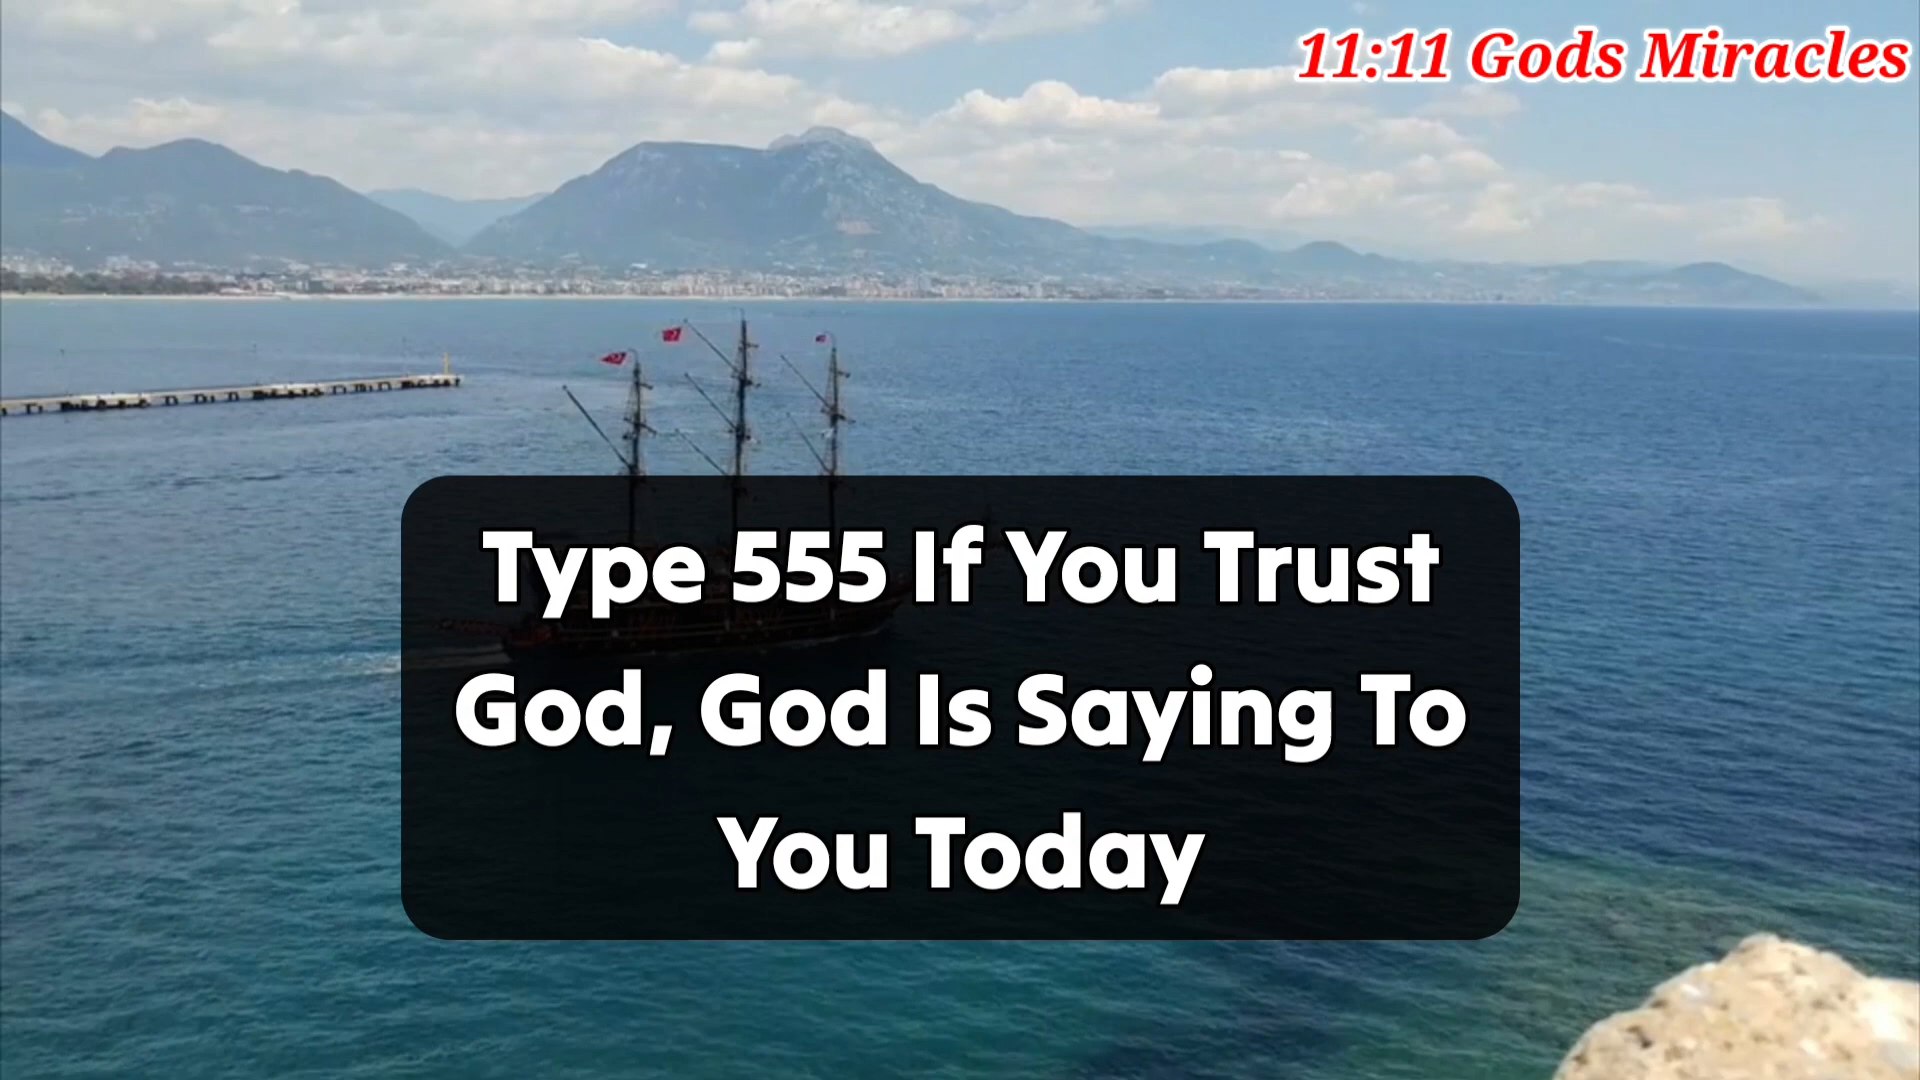 11:11 Gods Miracles
Type 555 If You Trust
God, God Is Saying To
You Today